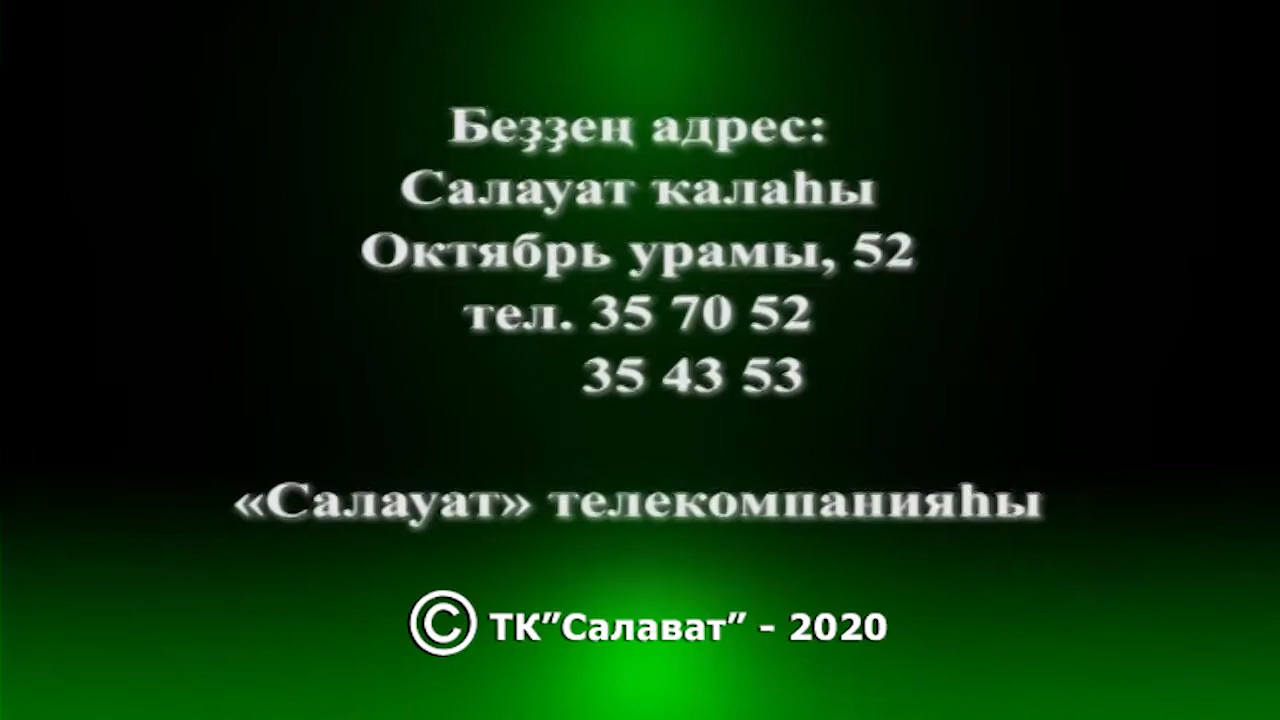 Беҙҙең адрес:
Салауат ҡалаһы
Октябрь урамы, 52
тел. 35 70 52
35 43 53
«Салауат» телекомпанияһы
© ТК"Салават" - 2020